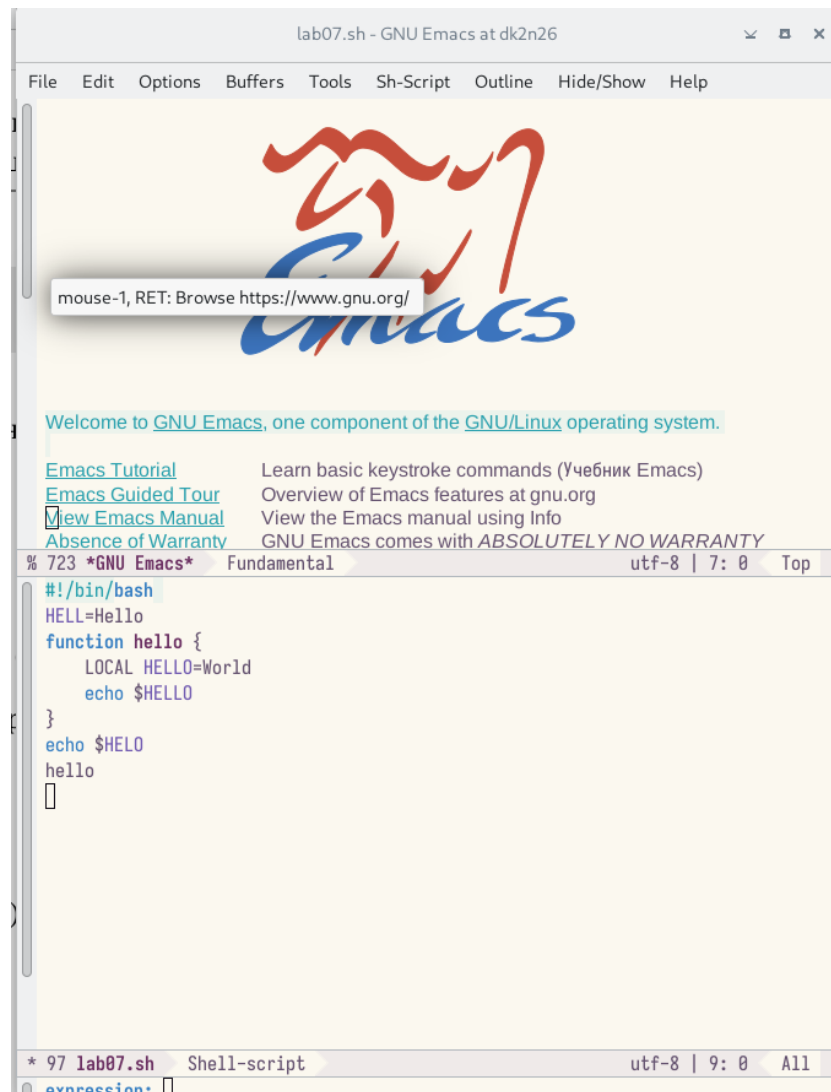 lab07.sh - GNU Emacs at dk2n26
File Edit Options Buffers Tools Sh-Script Outline Hide/Show Help
mouse-1, RET: Browse https://www.gnu.org/
Emacs
Welcome to GNU Emacs, one component of the GNU/Linux operating system.
Emacs Tutorial Learn basic keystroke commands (Учебник Emacs)
Emacs Guided Tour Overview of Emacs features at gnu.org
View Emacs Manual View the Emacs manual using Info
Absence of Warranty GNU Emacs comes with ABSOLUTELY NO WARRANTY
% 723 *GNU Emacs* Fundamental utf-8 | 7: 0 Top
#!/bin/bash
HELL=Hello
function hello {
LOCAL HELLO=World
echo $HELLO
}
echo $HELO
hello
* 97 lab07.sh Shell-script utf-8 | 9: 0 All
expression: